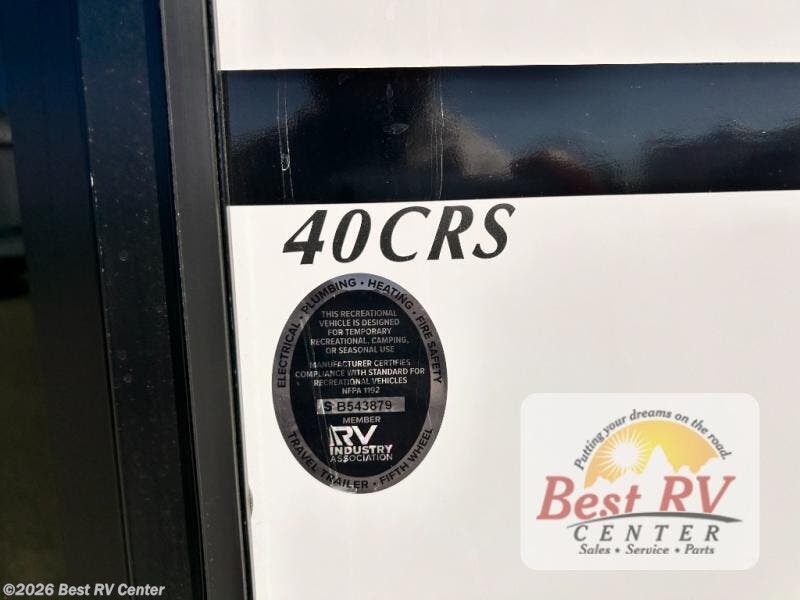 40CRS
ELECTRICAL • PLUMBING • HEATING • FIRE SAFETY
THIS RECREATIONAL
VEHICLE IS DESIGNED
FOR TEMPORARY
RECREATIONAL, CAMPING,
OR SEASONAL USE
MANUFACTURER CERTIFIES
COMPLIANCE WITH STANDARD FOR
RECREATIONAL VEHICLES
NFPA 1192
S B543879
MEMBER
RV
INDUSTRY
ASSOCIATION
TRAVEL TRAILER • FIFTH WHEEL
Putting your dreams on the road.
Best RV
CENTER
Sales • Service • Parts
©2026 Best RV Center